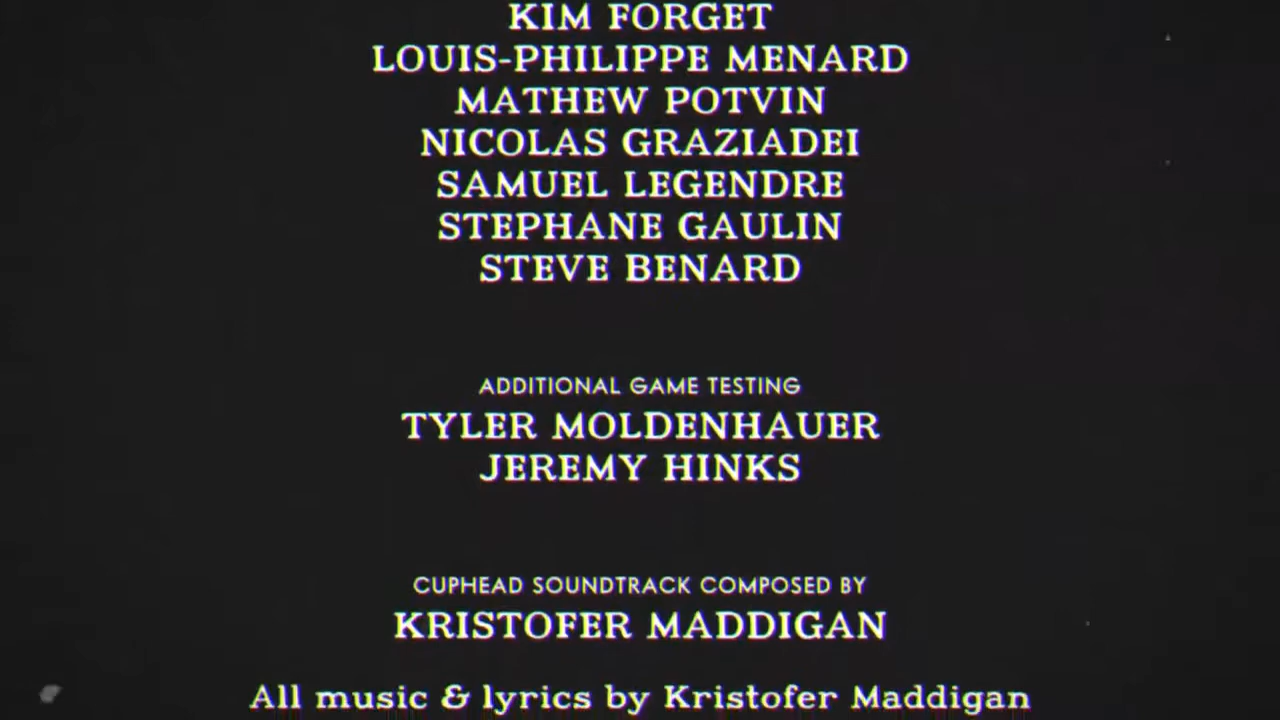 KIM FORGET
LOUIS-PHILIPPE MENARD
MATHEW POTVIN
NICOLAS GRAZIADEI
SAMUEL LEGENDRE
STEPHANE GAULIN
STEVE BENARD
ADDITIONAL GAME TESTING
TYLER MOLDENHAUER
JEREMY HINKS
CUPHEAD SOUNDTRACK COMPOSED BY
KRISTOFER MADDIGAN
All music & lyrics by Kristofer Maddigan